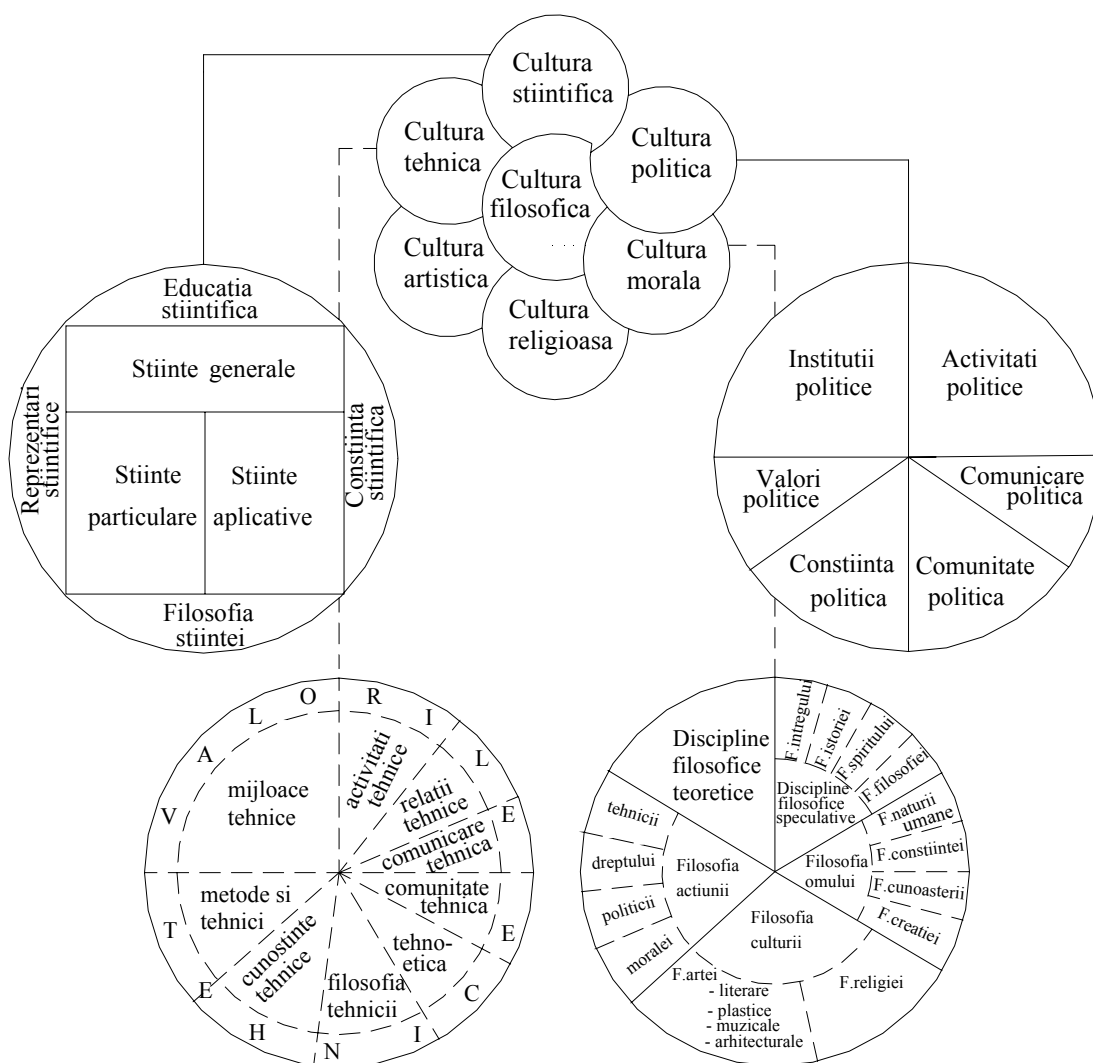 Cultura
stiintifica
Cultura
tehnica
Cultura
politica
Cultura
filosofica
. . .
Cultura
artistica
Cultura
morala
Cultura
religioasa
Educatia
stiintifica
Stiinte generale
Reprezentari
stiintifice
Constiinta
stiintifica
Stiinte
particulare
Stiinte
aplicative
Filosofia
stiintei
Institutii
politice
Activitati
politice
Valori
politice
Comunicare
politica
Constiinta
politica
Comunitate
politica
V A L O R I L E
T E H N I C E
mijloace
tehnice
activitati
tehnice
relatii
tehnice
comunicare
tehnica
comunitate
tehnica
tehno-
etica
filosofia
tehnicii
cunostinte
tehnice
metode si
tehnici
Discipline
filosofice
teoretice
F.intregului
F.istoriei
F.spiritului
F.filosofiei
Discipline
filosofice
speculative
F.naturii
umane
F.constiintei
F.cunoasterii
F.creatiei
Filosofia
omului
tehnicii
dreptului
politicii
moralei
Filosofia
actiunii
Filosofia
culturii
F.artei
- literare
- plastice
- muzicale
- arhitecturale
F.religiei